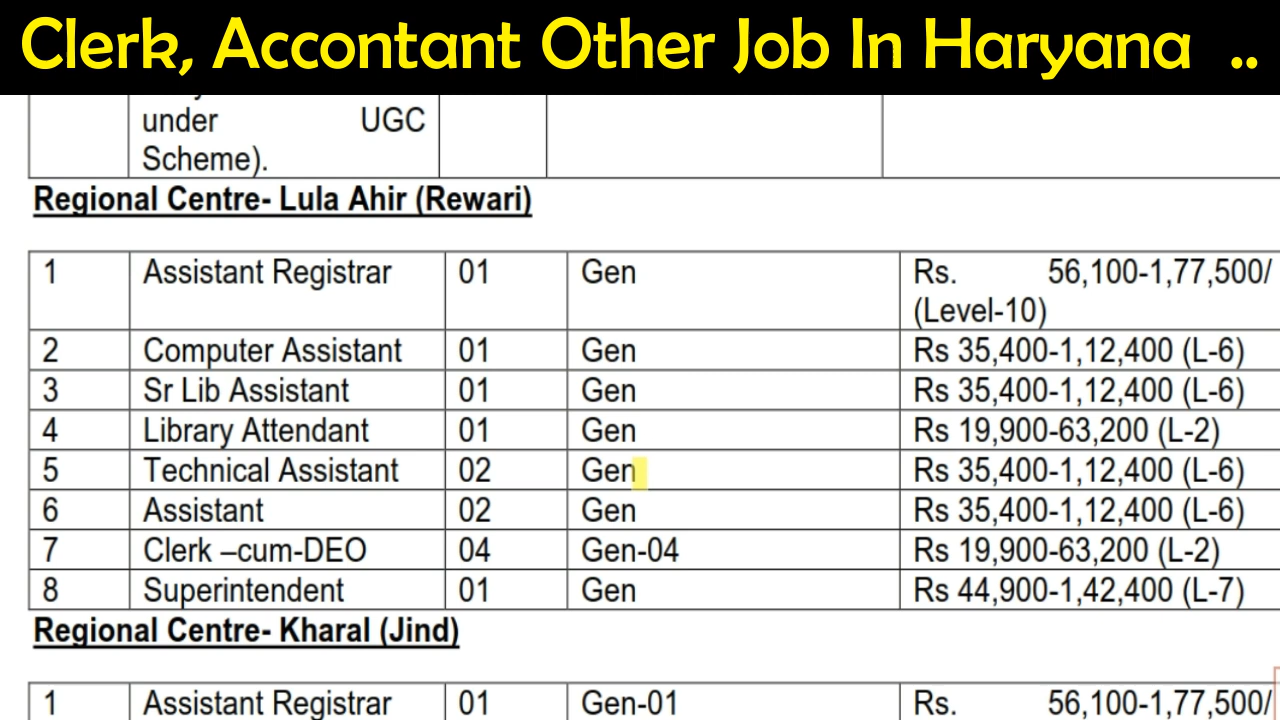 Clerk, Accontant Other Job In Haryana ..
under UGC
Scheme).
Regional Centre- Lula Ahir (Rewari)
1 Assistant Registrar 01 Gen Rs. 56,100-1,77,500/
(Level-10)
2 Computer Assistant 01 Gen Rs 35,400-1,12,400 (L-6)
3 Sr Lib Assistant 01 Gen Rs 35,400-1,12,400 (L-6)
4 Library Attendant 01 Gen Rs 19,900-63,200 (L-2)
5 Technical Assistant 02 Gen Rs 35,400-1,12,400 (L-6)
6 Assistant 02 Gen Rs 35,400-1,12,400 (L-6)
7 Clerk –cum-DEO 04 Gen-04 Rs 19,900-63,200 (L-2)
8 Superintendent 01 Gen Rs 44,900-1,42,400 (L-7)
Regional Centre- Kharal (Jind)
1 Assistant Registrar 01 Gen-01 Rs. 56,100-1,77,500/